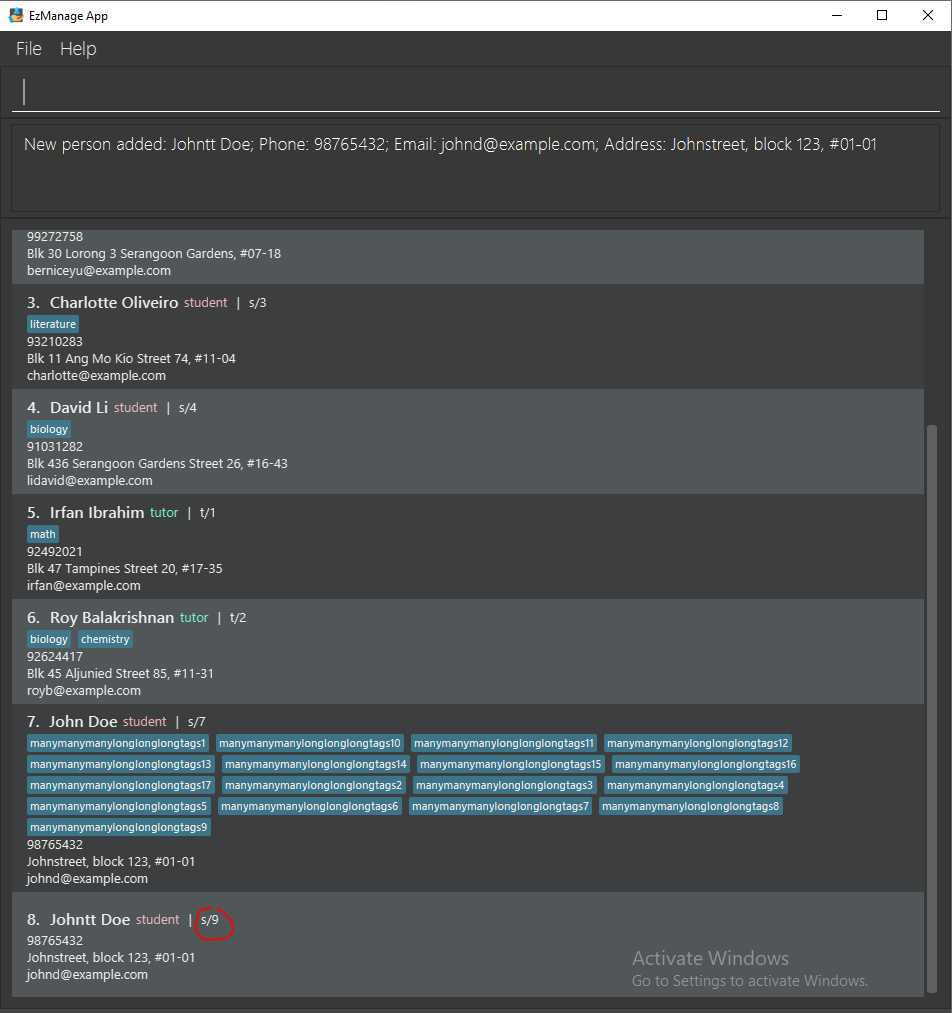 EzManage App
File Help
New person added: Johntt Doe; Phone: 98765432; Email: johnd@example.com; Address: Johnstreet, block 123, #01-01
99272758
Blk 30 Lorong 3 Serangoon Gardens, #07-18
berniceyu@example.com
3. Charlotte Oliveiro student | s/3
literature
93210283
Blk 11 Ang Mo Kio Street 74, #11-04
charlotte@example.com
4. David Li student | s/4
biology
91031282
Blk 436 Serangoon Gardens Street 26, #16-43
lidavid@example.com
5. Irfan Ibrahim tutor | t/1
math
92492021
Blk 47 Tampines Street 20, #17-35
irfan@example.com
6. Roy Balakrishnan tutor | t/2
biology chemistry
92624417
Blk 45 Aljunied Street 85, #11-31
royb@example.com
7. John Doe student | s/7
manymanymanylonglonglongtags1 manymanymanylonglonglongtags10 manymanymanylonglonglongtags11 manymanymanylonglonglongtags12
manymanymanylonglonglongtags13 manymanymanylonglonglongtags14 manymanymanylonglonglongtags15 manymanymanylonglonglongtags16
manymanymanylonglonglongtags17 manymanymanylonglonglongtags2 manymanymanylonglonglongtags3 manymanymanylonglonglongtags4
manymanymanylonglonglongtags5 manymanymanylonglonglongtags6 manymanymanylonglonglongtags7 manymanymanylonglonglongtags8
manymanymanylonglonglongtags9
98765432
Johnstreet, block 123, #01-01
johnd@example.com
8. Johntt Doe student | s/9
98765432
Johnstreet, block 123, #01-01
johnd@example.com
Activate Windows
Go to Settings to activate Windows.